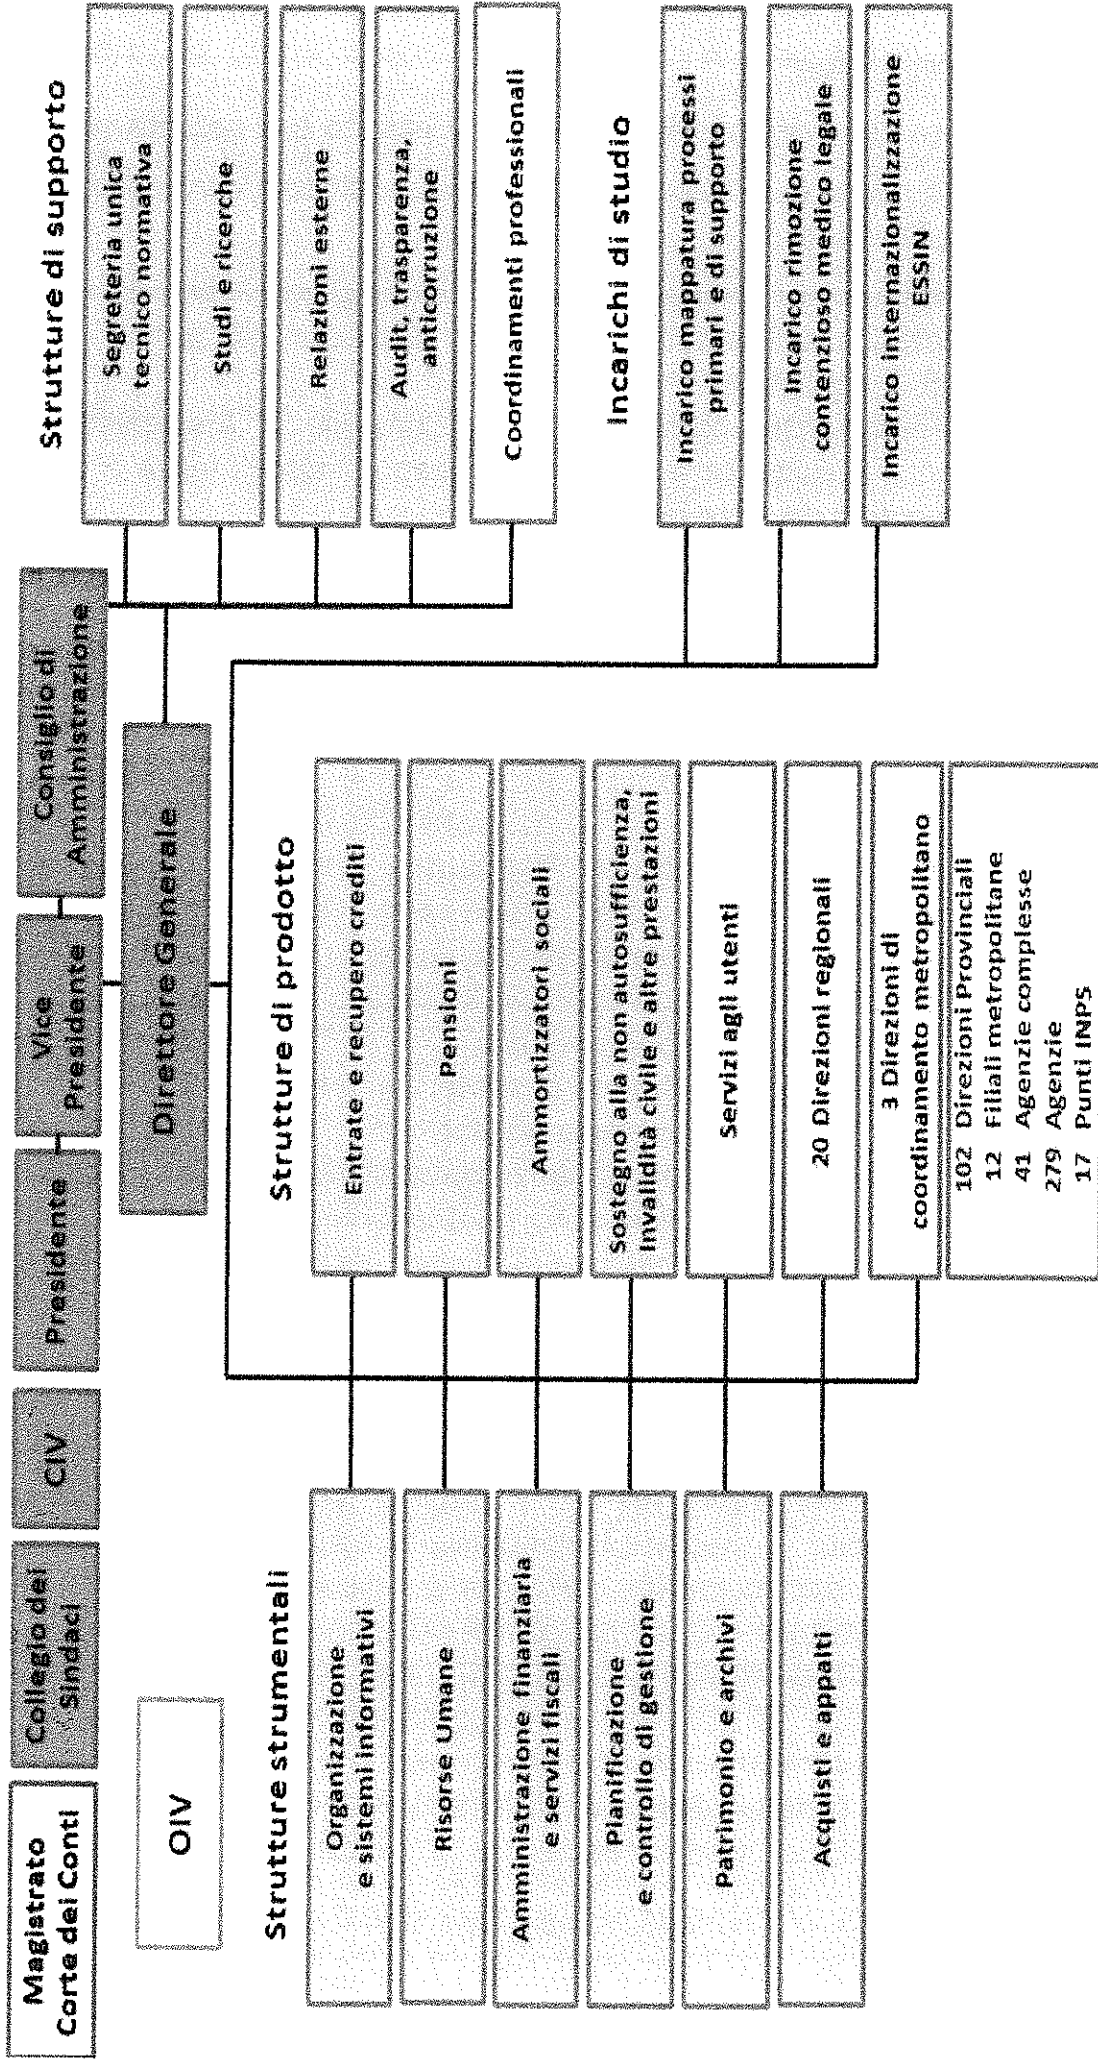 Magistrato
Corte dei Conti
Collegio dei
Sindaci
CIV
Presidente
Vice
Presidente
Consiglio di
Amministrazione
OIV
Direttore Generale
Strutture di supporto
Segreteria unica
tecnico normativa
Studi e ricerche
Relazioni esterne
Audit, trasparenza,
anticorruzione
Coordinamenti professionali
Strutture strumentali
Organizzazione
e sistemi informativi
Risorse Umane
Amministrazione finanziaria
e servizi fiscali
Pianificazione
e controllo di gestione
Patrimonio e archivi
Acquisti e appalti
Strutture di prodotto
Entrate e recupero crediti
Pensioni
Ammortizzatori sociali
Sostegno alla non autosufficienza,
Invalidità civile e altre prestazioni
Servizi agli utenti
20 Direzioni regionali
3 Direzioni di
coordinamento metropolitano
102 Direzioni Provinciali
12 Filiali metropolitane
41 Agenzie complesse
279 Agenzie
17 Punti INPS
Incarichi di studio
Incarico mappatura processi
primari e di supporto
Incarico rimozione
contenzioso medico legale
Incarico internazionalizzazione
ESSIN